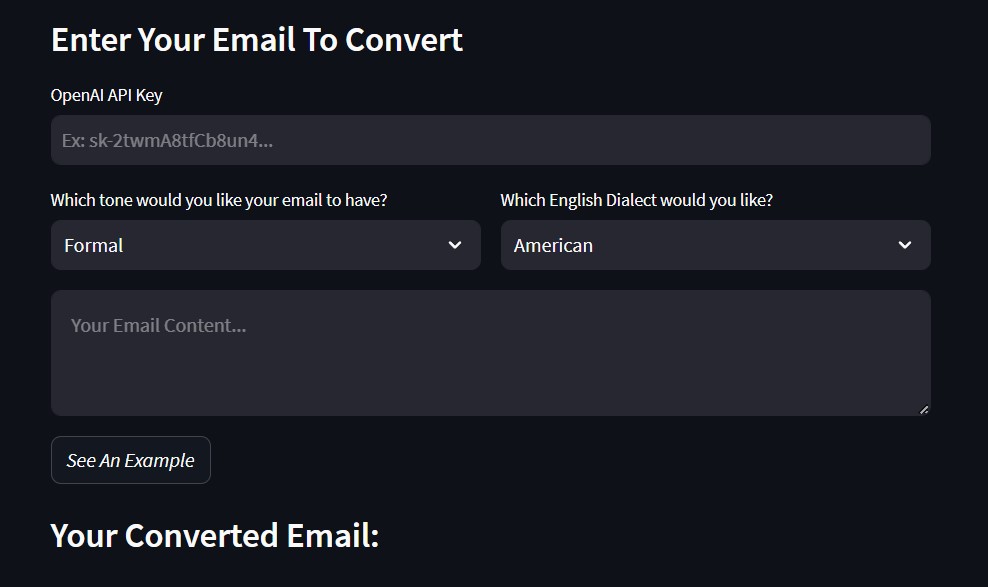 Enter Your Email To Convert
OpenAI API Key
Ex: sk-2twmA8tfCb8un4...
Which tone would you like your email to have?
Which English Dialect would you like?
Formal
American
Your Email Content...
See An Example
Your Converted Email: